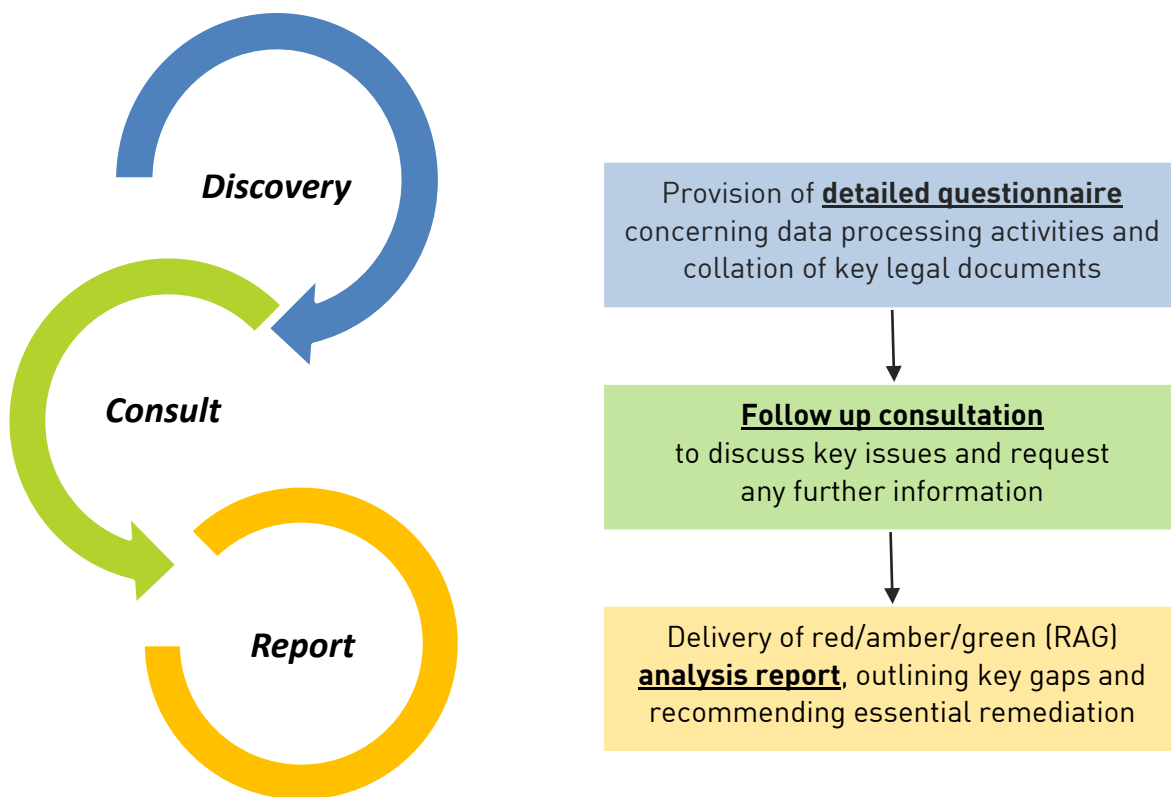 Discovery
Consult
Report
Provision of detailed questionnaire
concerning data processing activities and
collation of key legal documents
Follow up consultation
to discuss key issues and request
any further information
Delivery of red/amber/green (RAG)
analysis report, outlining key gaps and
recommending essential remediation